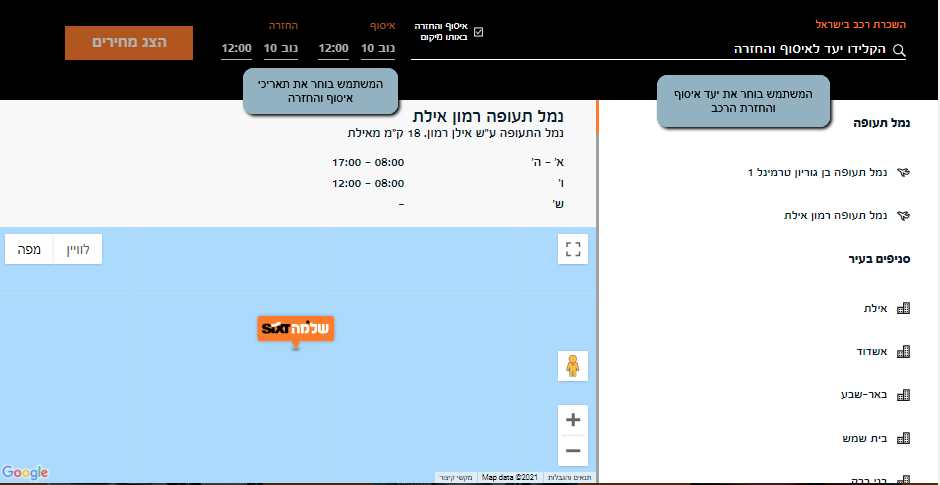 השכרת רכב בישראל
הקלידו יעד לאיסוף והחזרה
איסוף והחזרה
באותו מיקום
איסוף
10 נוב
12:00
החזרה
10 נוב
12:00
הצג מחירים
המשתמש בוחר את יעד איסוף
והחזרת הרכב
המשתמש בוחר את תאריכי
איסוף והחזרה
נמל תעופה
נמל תעופה בן גוריון טרמינל 1
נמל תעופה רמון אילת
סניפים בעיר
אילת
אשדוד
באר-שבע
בית שמש
בני ברק
נמל תעופה רמון אילת
נמל התעופה ע"ש אילן רמון. 18 ק"מ מאילת
א' - ה' 08:00 - 17:00
ו' 08:00 - 12:00
ש' -
לוויין
מפה
שלמה SIXT
Google
מקשי קיצור
Map data ©2021
תנאים והגבלות